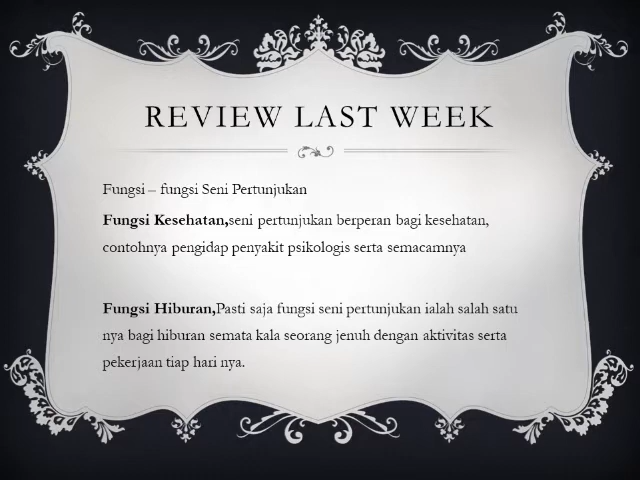 REVIEW LAST WEEK
Fungsi – fungsi Seni Pertunjukan
Fungsi Kesehatan,seni pertunjukan berperan bagi kesehatan,
contohnya pengidap penyakit psikologis serta semacamnya
Fungsi Hiburan,Pasti saja fungsi seni pertunjukan ialah salah satu
nya bagi hiburan semata kala seorang jenuh dengan aktivitas serta
pekerjaan tiap hari nya.